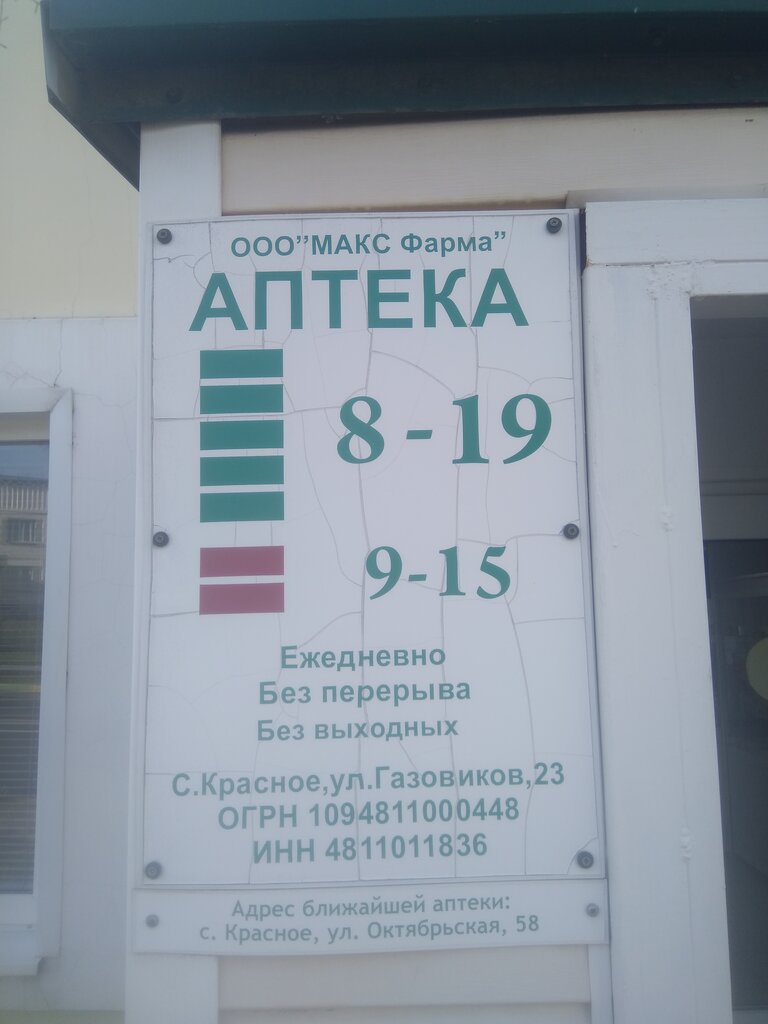 ООО"МАКС Фарма"
АПТЕКА
8-19
9-15
Ежедневно
Без перерыва
Без выходных
С.Красное,ул.Газовиков,23
ОГРН 1094811000448
ИНН 4811011836
Адрес ближайшей аптеки:
с. Красное, ул. Октябрьская, 58